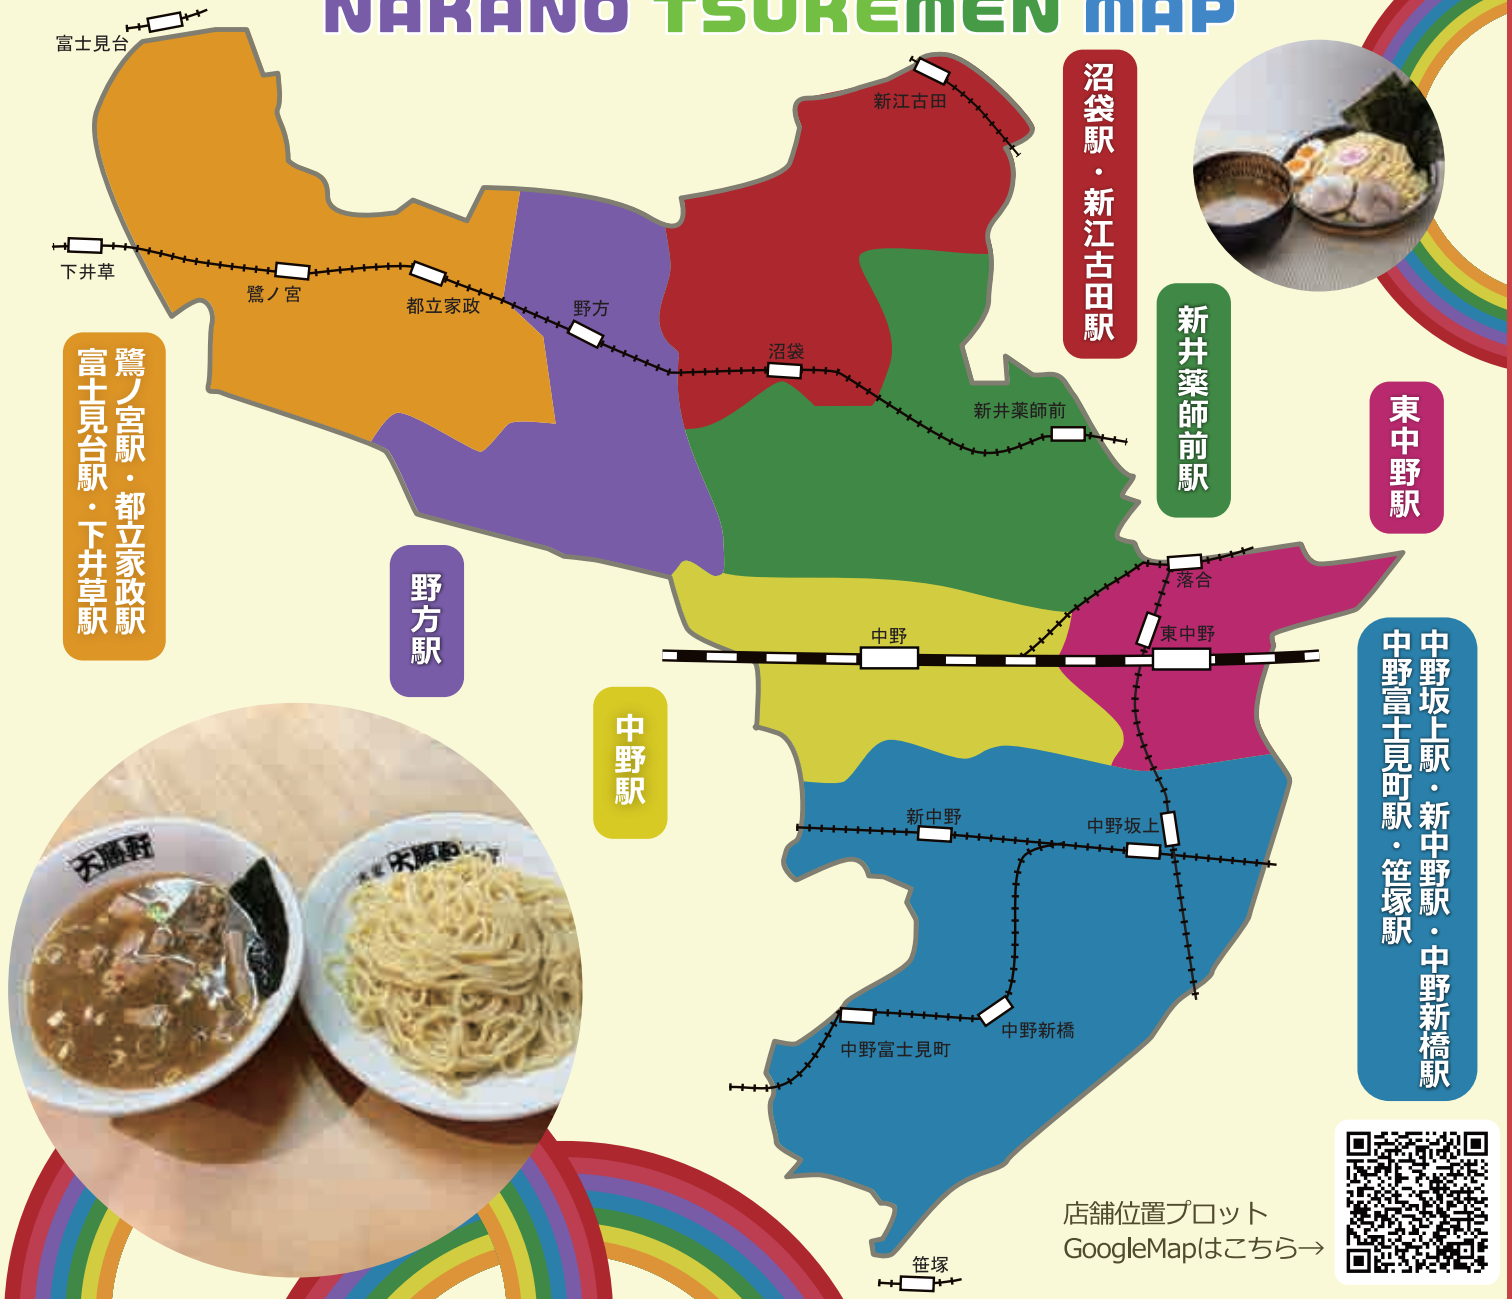 NAKANO TSUKEMEN MAP
富士見台
新江古田
下井草
鷺ノ宮
都立家政
野方
沼袋
新井薬師前
落合
中野
東中野
新中野
中野坂上
中野富士見町
中野新橋
笹塚
沼袋駅・新江古田駅
新井薬師前駅
東中野駅
鷺ノ宮駅・都立家政駅
富士見台駅・下井草駅
野方駅
中野駅
中野坂上駅・新中野駅・中野新橋駅
中野富士見町駅・笹塚駅
大勝軒
大勝軒
店舗位置プロット
GoogleMapはこちら→